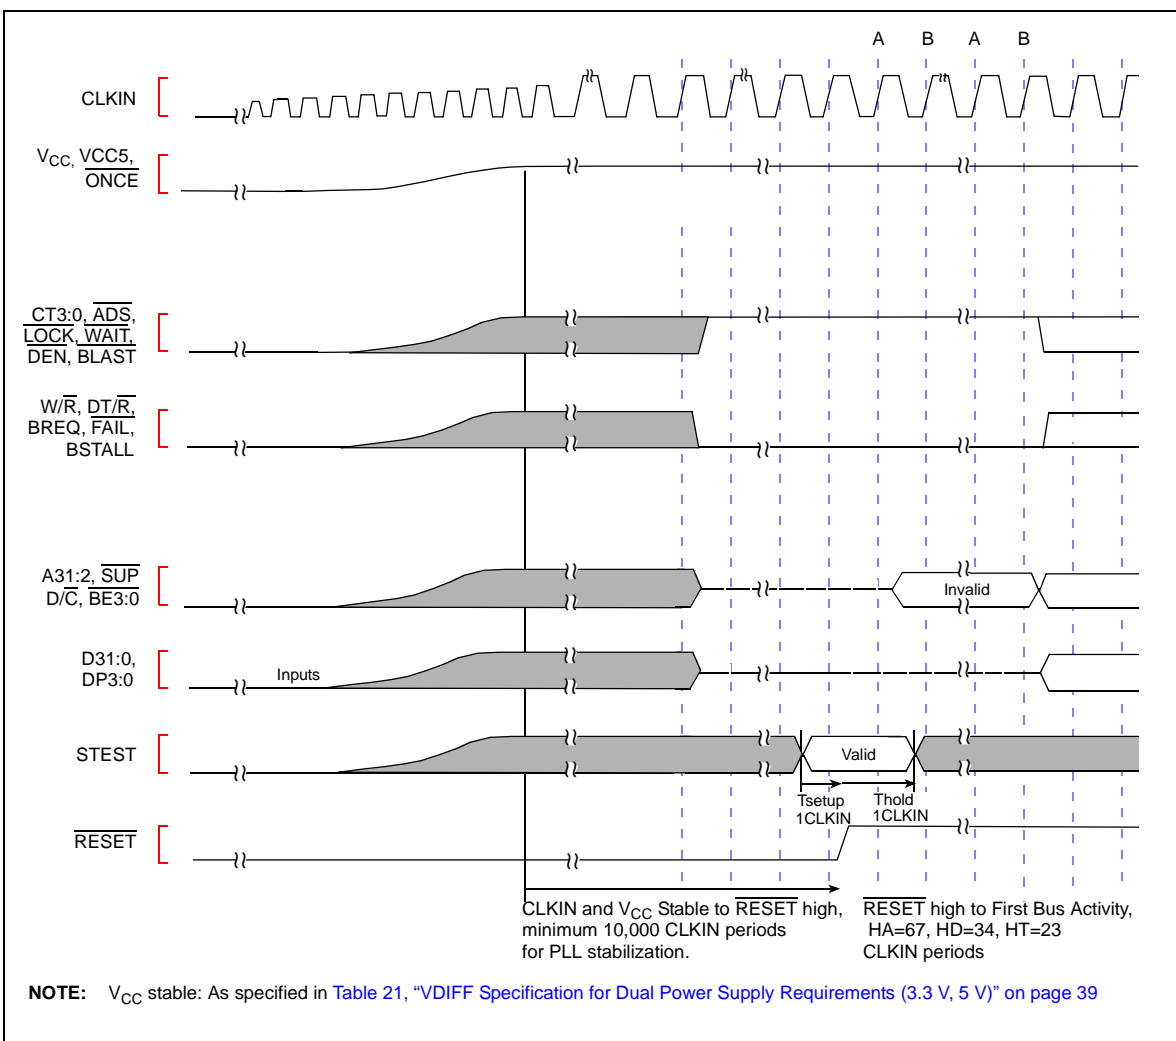 A B A B
CLKIN
VCC, VCC5,
ONCE
CT3:0, ADS,
LOCK, WAIT,
DEN, BLAST
W/R, DT/R,
BREQ, FAIL,
BSTALL
A31:2, SUP
D/C, BE3:0
Invalid
D31:0,
DP3:0
Inputs
STEST
Valid
Tsetup
1CLKIN
Thold
1CLKIN
RESET
CLKIN and VCC Stable to RESET high,
minimum 10,000 CLKIN periods
for PLL stabilization.
RESET high to First Bus Activity,
HA=67, HD=34, HT=23
CLKIN periods
NOTE: VCC stable: As specified in Table 21, “VDIFF Specification for Dual Power Supply Requirements (3.3 V, 5 V)” on page 39